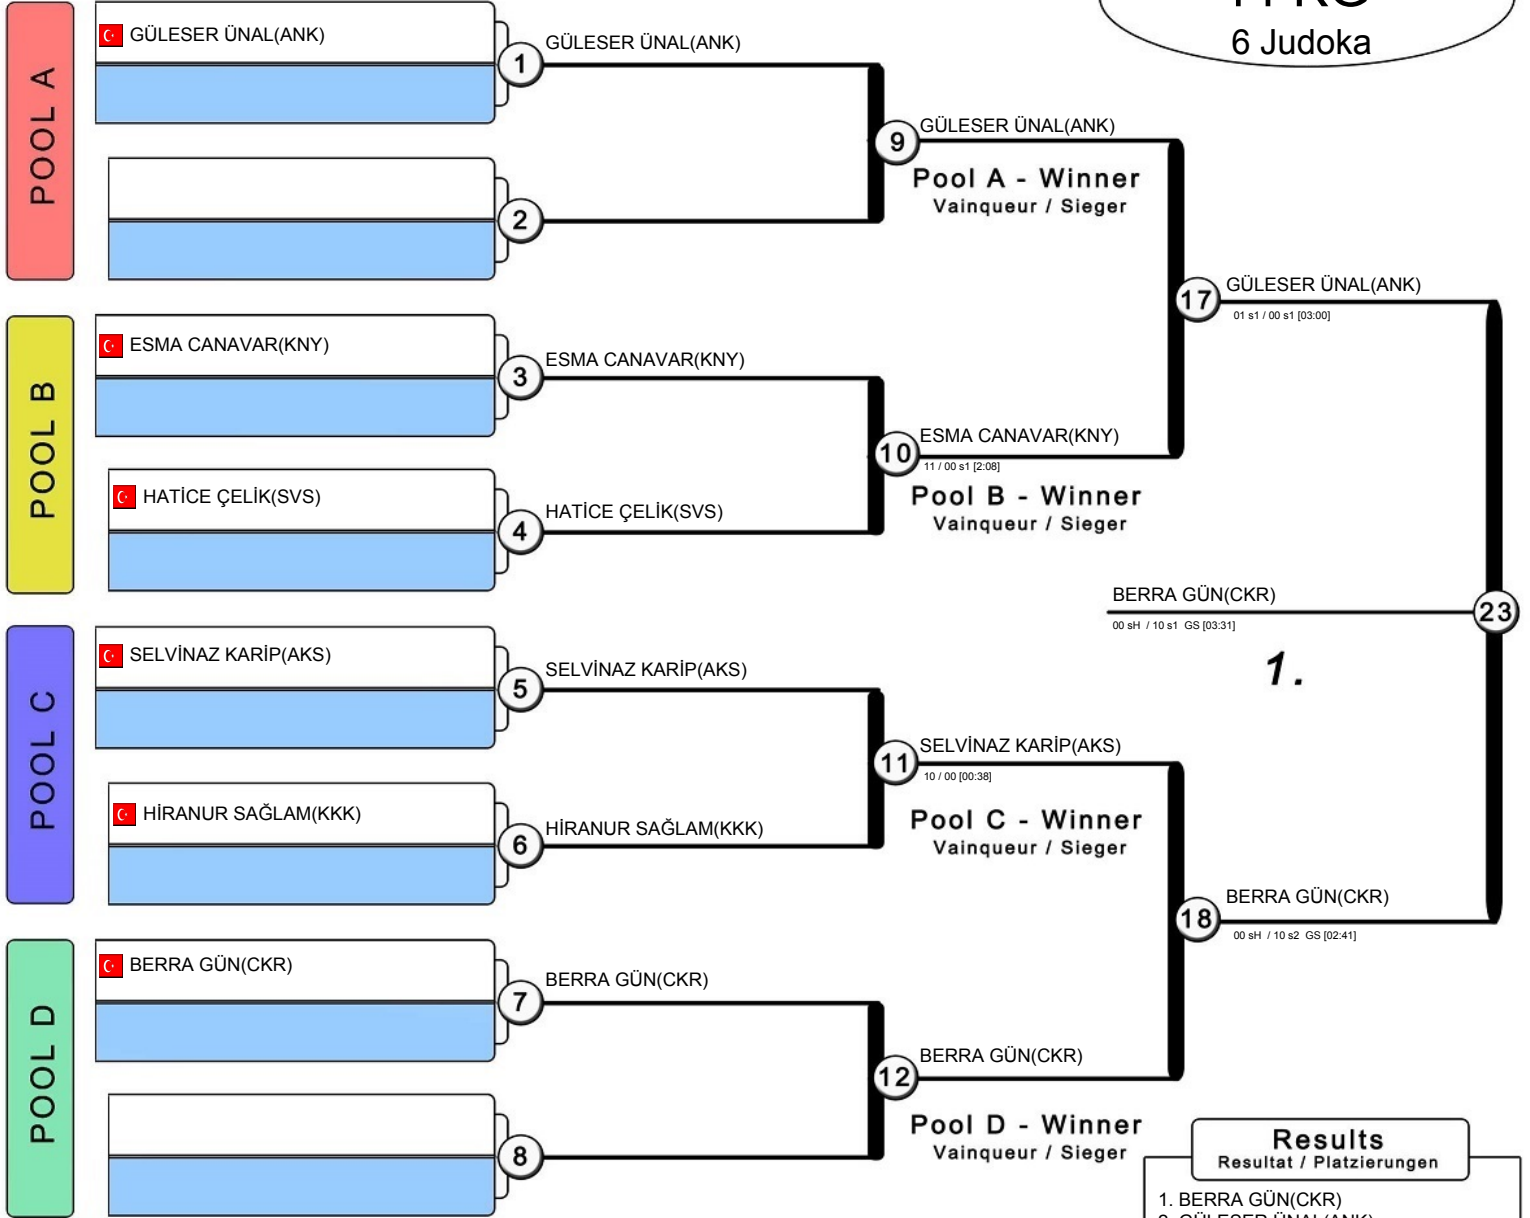 KG
6 Judoka
POOL A
GÜLESER ÜNAL(ANK)
1
GÜLESER ÜNAL(ANK)
2
9
GÜLESER ÜNAL(ANK)
Pool A - Winner
Vainqueur / Sieger
17
GÜLESER ÜNAL(ANK)
01 s1 / 00 s1 [03:00]
POOL B
ESMA CANAVAR(KNY)
3
ESMA CANAVAR(KNY)
HATİCE ÇELİK(SVS)
4
HATİCE ÇELİK(SVS)
10
ESMA CANAVAR(KNY)
11 / 00 s1 [2:08]
Pool B - Winner
Vainqueur / Sieger
BERRA GÜN(CKR)
00 sH / 10 s1 GS [03:31]
23
1.
POOL C
SELVİNAZ KARİP(AKS)
5
SELVİNAZ KARİP(AKS)
HİRANUR SAĞLAM(KKK)
6
HİRANUR SAĞLAM(KKK)
11
SELVİNAZ KARİP(AKS)
10 / 00 [00:38]
Pool C - Winner
Vainqueur / Sieger
18
BERRA GÜN(CKR)
00 sH / 10 s2 GS [02:41]
POOL D
BERRA GÜN(CKR)
7
BERRA GÜN(CKR)
8
12
BERRA GÜN(CKR)
Pool D - Winner
Vainqueur / Sieger
Results
Resultat / Platzierungen
1. BERRA GÜN(CKR)
2. GÜLESER ÜNAL(ANK)